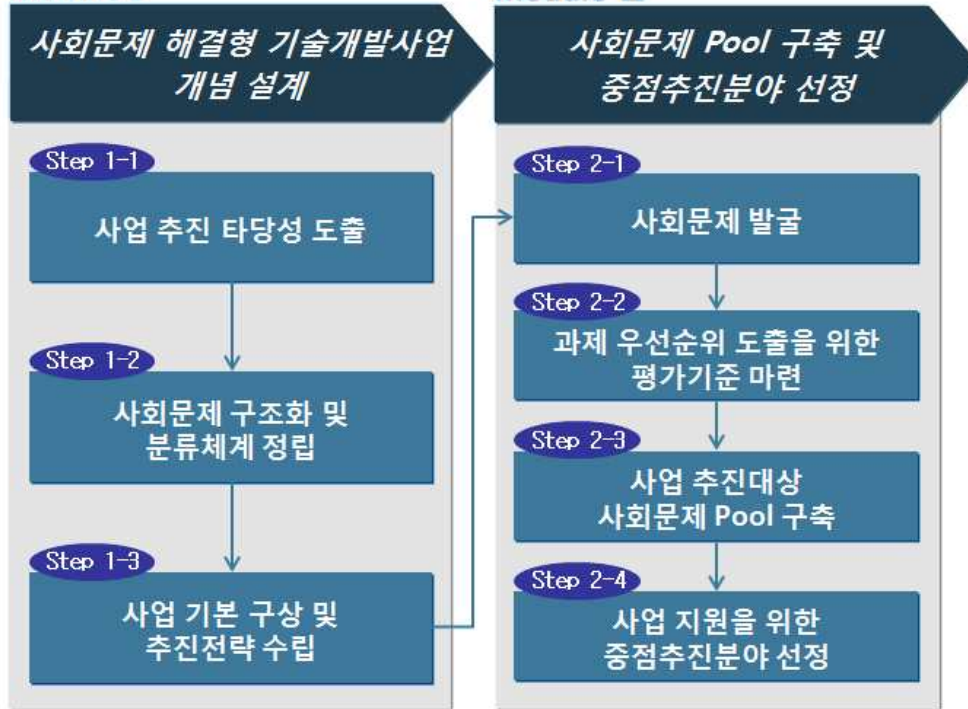 사회문제 해결형 기술개발사업
개념 설계
Step 1-1
사업 추진 타당성 도출
Step 1-2
사회문제 구조화 및
분류체계 정립
Step 1-3
사업 기본 구상 및
추진전략 수립
사회문제 Pool 구축 및
중점추진분야 선정
Step 2-1
사회문제 발굴
Step 2-2
과제 우선순위 도출을 위한
평가기준 마련
Step 2-3
사업 추진대상
사회문제 Pool 구축
Step 2-4
사업 지원을 위한
중점추진분야 선정